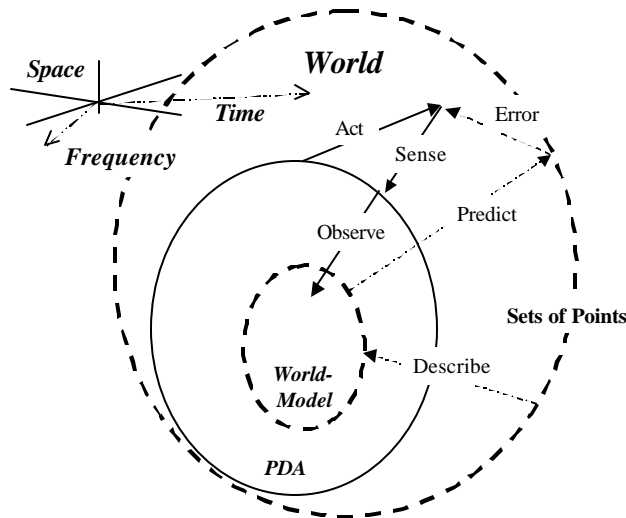 World
Space
Time
Frequency
Act
Error
Sense
Predict
Observe
Sets of Points
Describe
World-
Model
PDA